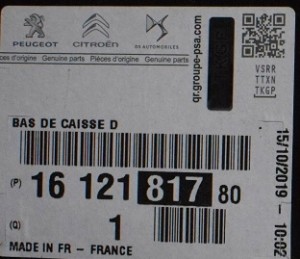 PEUGEOT CITROËN DS AUTOMOBILES
Pièces d'origine Genuine parts Pièces d'origine Genuine parts
qr.groupe-psa.com
VSRR
TTXN
TKGP
BAS DE CAISSE D
(P) 16 121 817 80
(Q) 1
MADE IN FR - FRANCE
15/10/2019 - 10:02